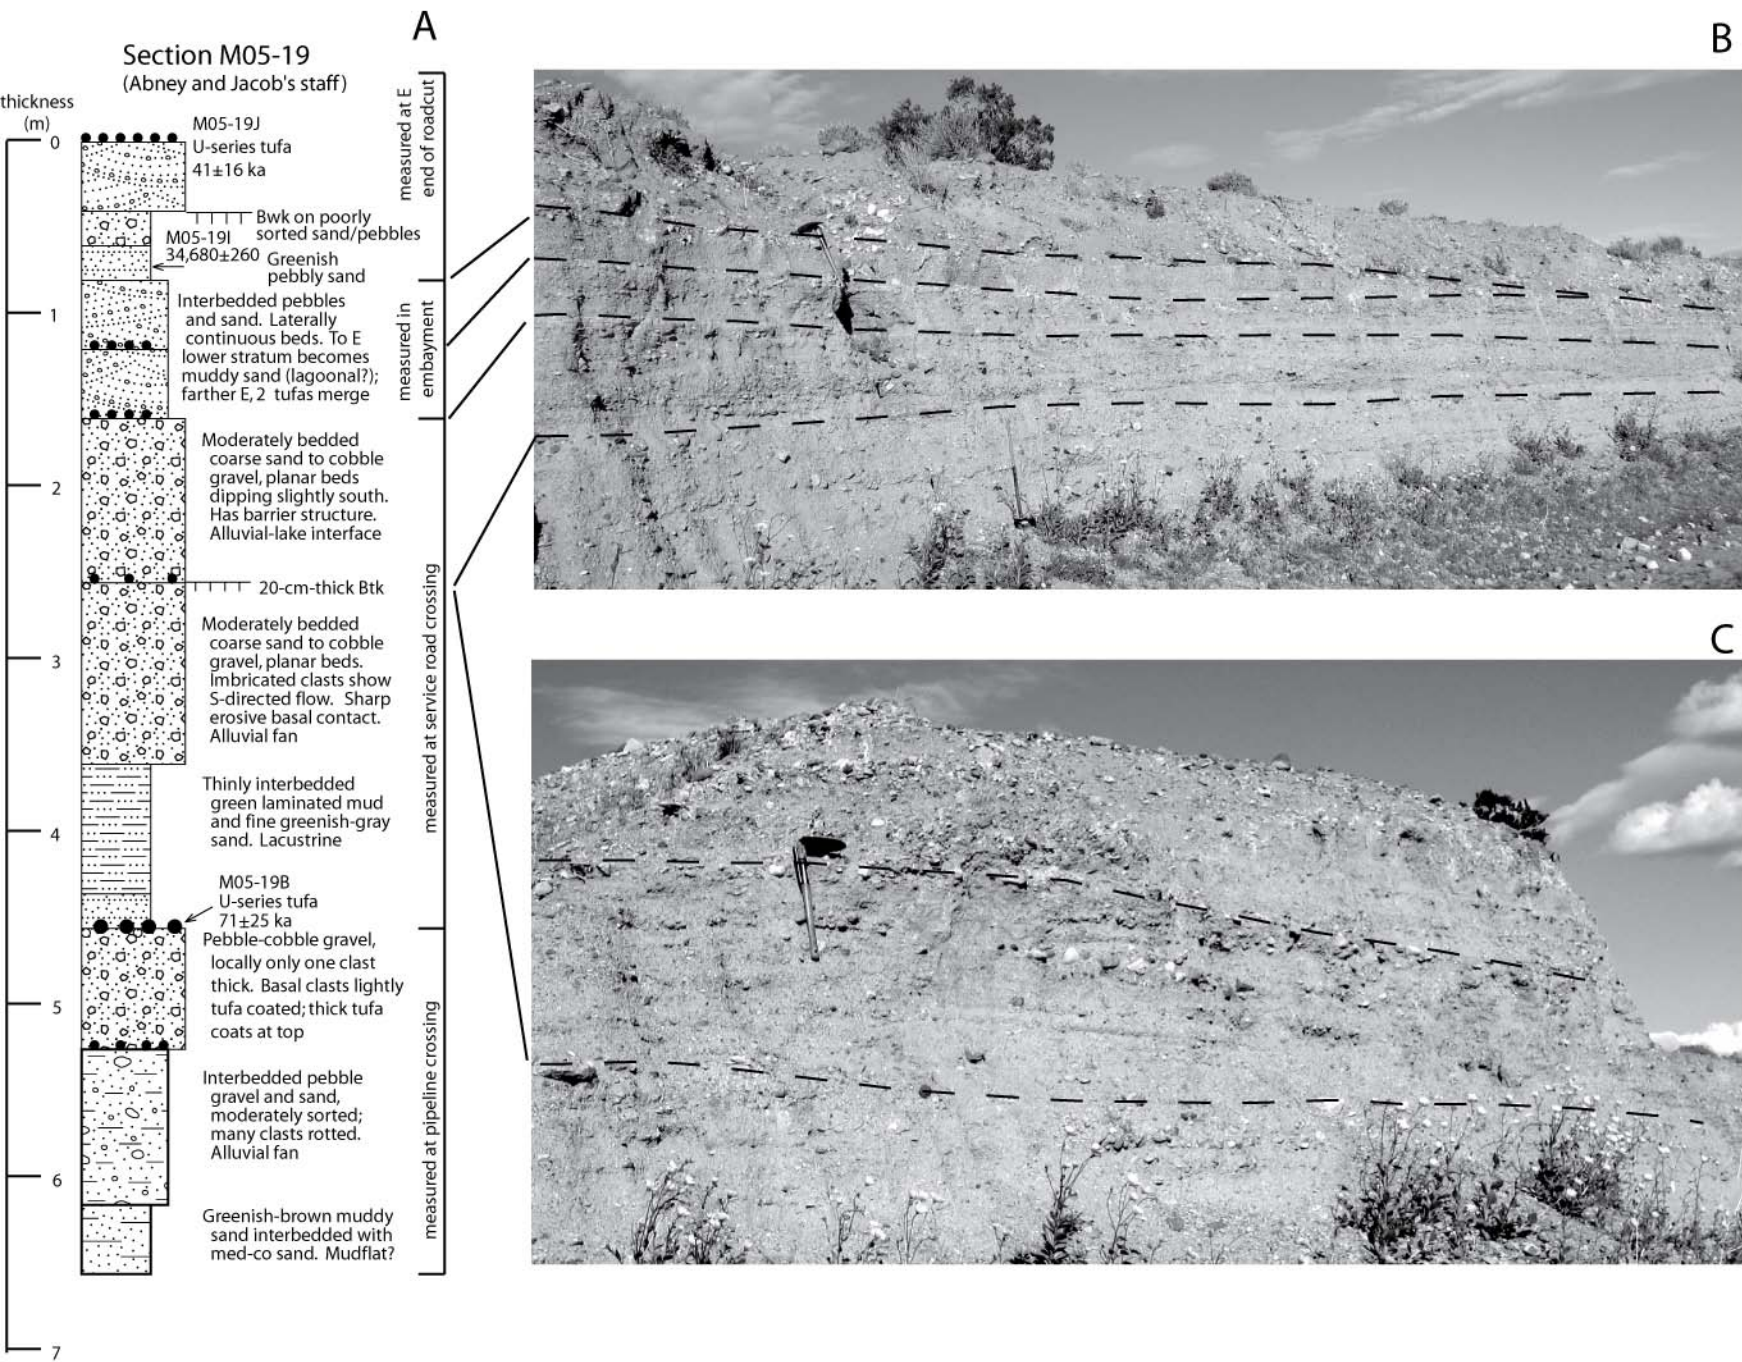 A
Section M05-19
(Abney and Jacob's staff)
thickness
(m)
0
1
2
3
4
5
6
7
M05-19J
U-series tufa
41±16 ka
Bwk on poorly
sorted sand/pebbles
M05-19I
34,680±260
Greenish
pebbly sand
Interbedded pebbles
and sand. Laterally
continuous beds. To E
lower stratum becomes
muddy sand (lagoonal?);
farther E, 2 tufas merge
Moderately bedded
coarse sand to cobble
gravel, planar beds
dipping slightly south.
Has barrier structure.
Alluvial-lake interface
20-cm-thick Btk
Moderately bedded
coarse sand to cobble
gravel, planar beds.
Imbricated clasts show
S-directed flow. Sharp
erosive basal contact.
Alluvial fan
Thinly interbedded
green laminated mud
and fine greenish-gray
sand. Lacustrine
M05-19B
U-series tufa
71±25 ka
Pebble-cobble gravel,
locally only one clast
thick. Basal clasts lightly
tufa coated; thick tufa
coats at top
Interbedded pebble
gravel and sand,
moderately sorted;
many clasts rotted.
Alluvial fan
Greenish-brown muddy
sand interbedded with
med-co sand. Mudflat?
measured at E
end of roadcut
measured in
embayment
measured at service road crossing
measured at pipeline crossing
B
C